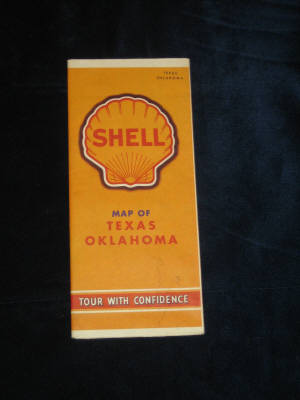 TEXAS
OKLAHOMA
SHELL
MAP OF
TEXAS
OKLAHOMA
TOUR WITH CONFIDENCE